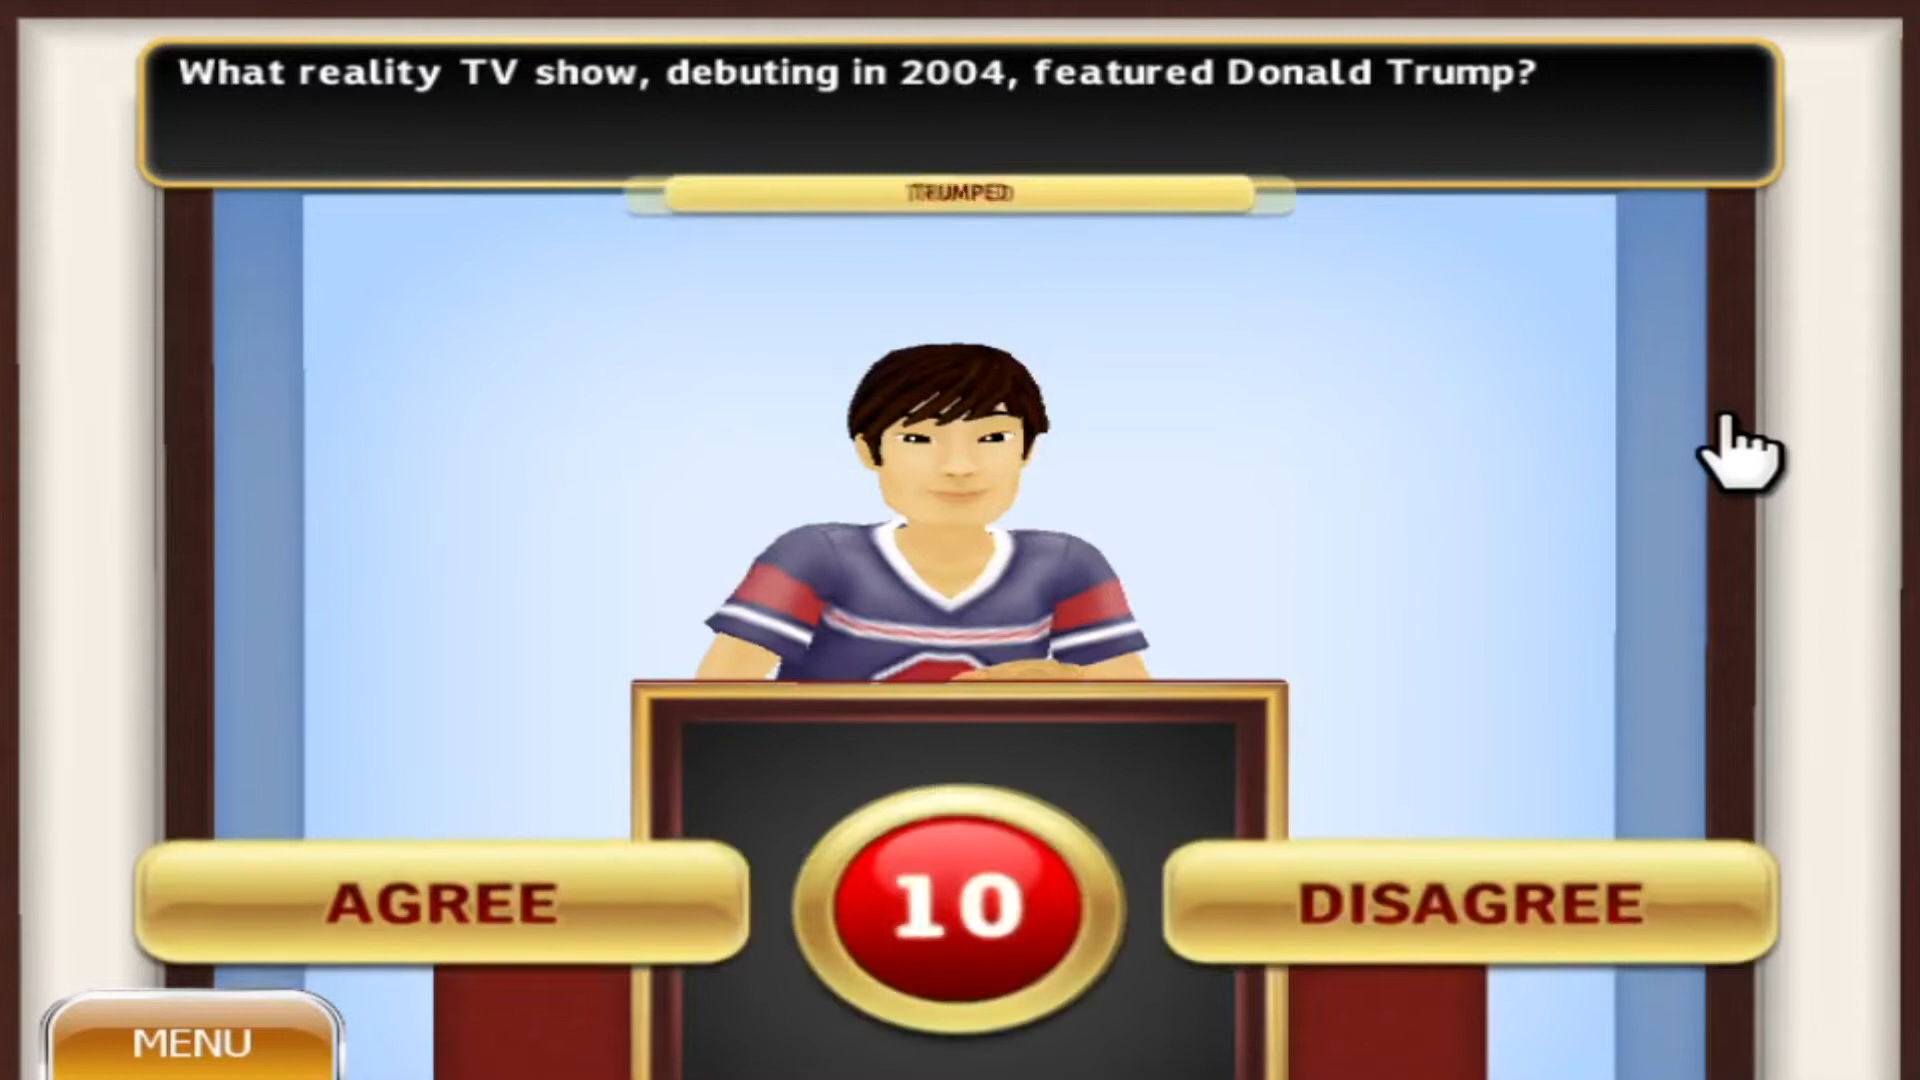 What reality TV show, debuting in 2004, featured Donald Trump?
TRUMPED
AGREE
10
DISAGREE
MENU